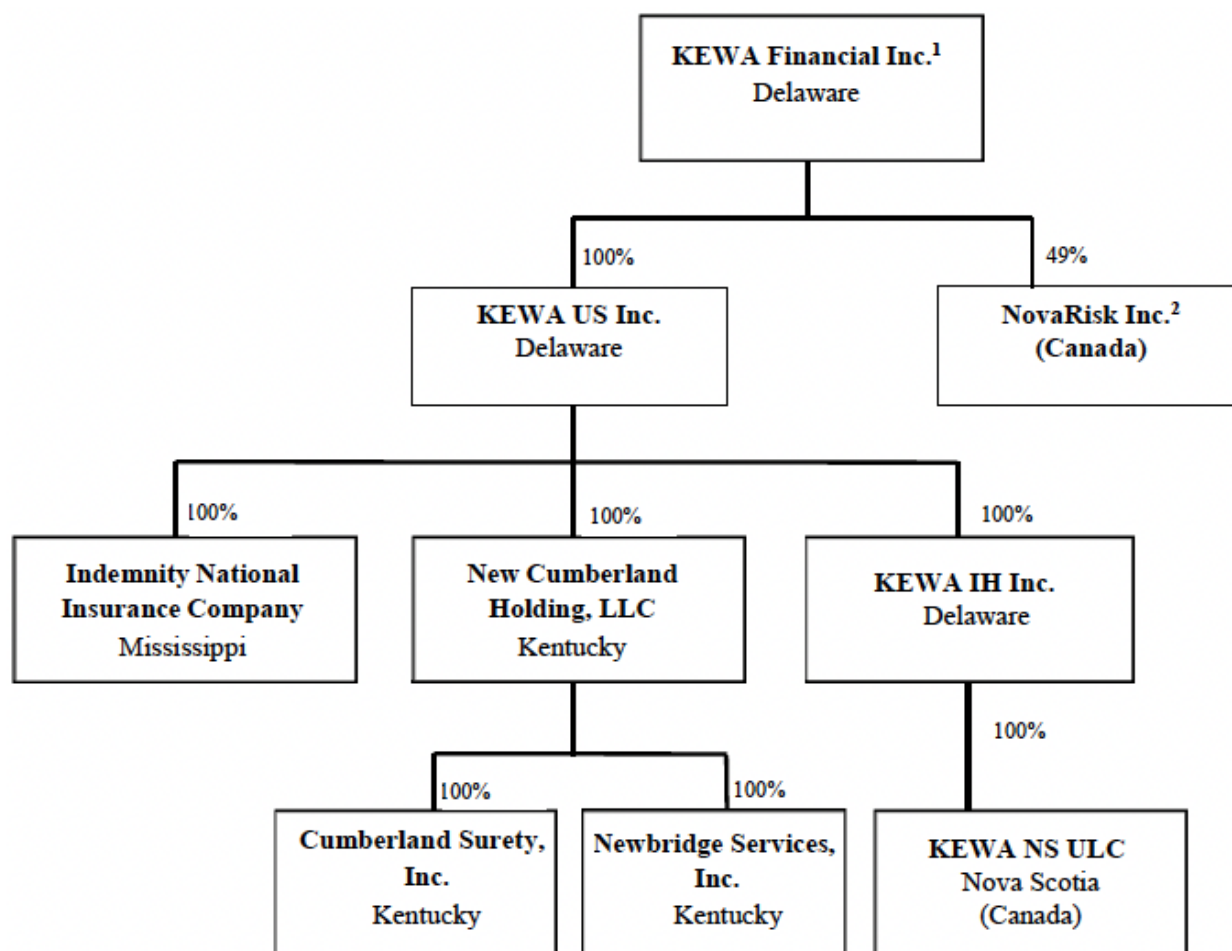 KEWA Financial Inc.¹
Delaware
100%
49%
KEWA US Inc.
Delaware
NovaRisk Inc.²
(Canada)
100%
100%
100%
Indemnity National
Insurance Company
Mississippi
New Cumberland
Holding, LLC
Kentucky
KEWA IH Inc.
Delaware
100%
100%
100%
Cumberland Surety,
Inc.
Kentucky
Newbridge Services,
Inc.
Kentucky
KEWA NS ULC
Nova Scotia
(Canada)